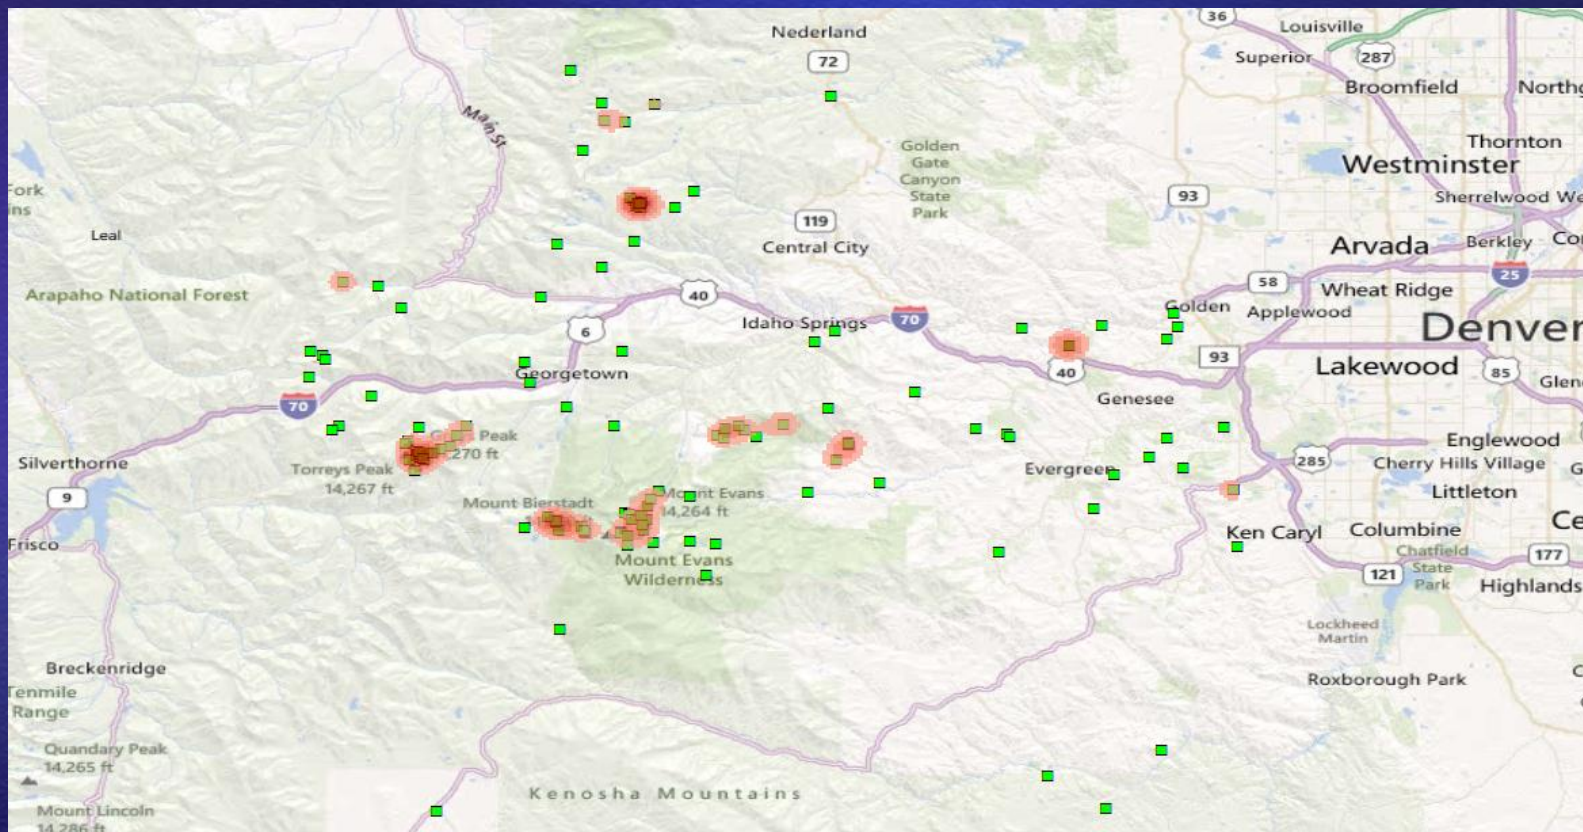 36
Louisville
Nederland
Superior
287
72
Broomfield
Main St
Thornton
Golden
Gate
Canyon
State
Park
Westminster
Fork
93
Sherrelwood
119
Leal
Central City
Arvada
Berkley
58
25
Arapaho National Forest
40
Wheat Ridge
Golden
Applewood
Idaho Springs
70
6
Denver
93
Lakewood
Georgetown
40
85
70
Genesee
Peak
270 ft
Englewood
285
Silverthorne
Torreys Peak
14,267 ft
Evergreen
Cherry Hills Village
9
Mount Bierstadt
Mount Evans
14,264 ft
Littleton
Frisco
Ken Caryl
Columbine
Mount Evans
Wilderness
Chatfield
State
Park
177
121
Highlands
Lockheed
Martin
Breckenridge
Roxborough Park
Tenmile
Range
Quandary Peak
14,265 ft
Kenosha Mountains
Mount Lincoln
14,286 ft